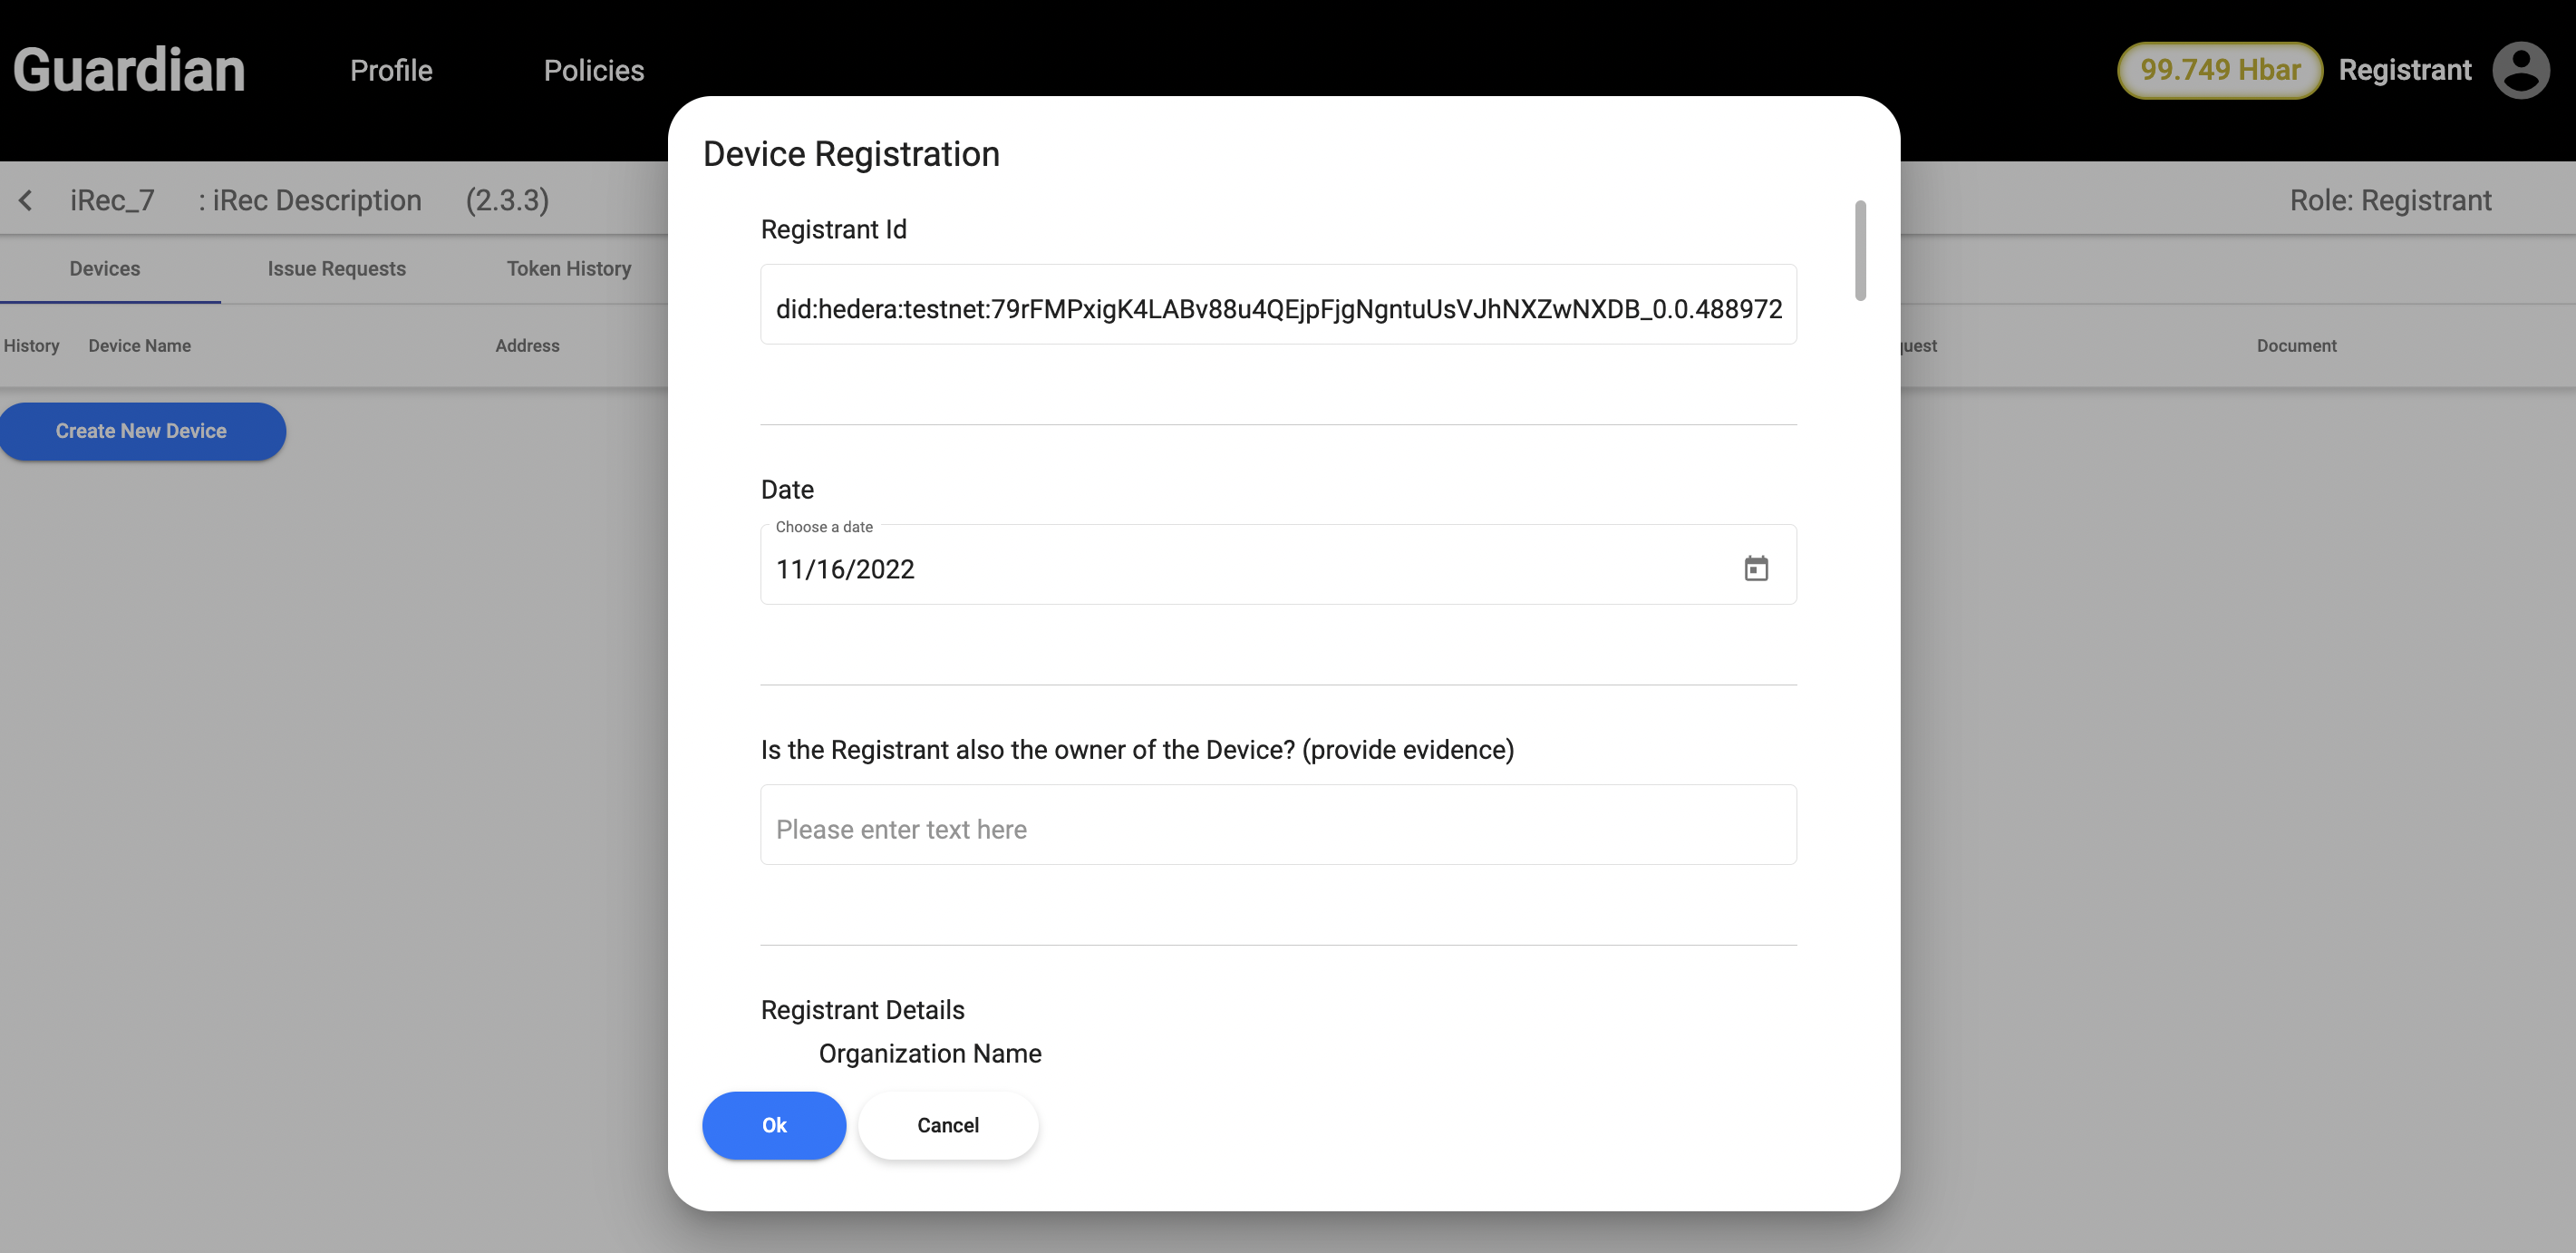 Guardian
Profile
Policies
99.749 Hbar
Registrant
iRec_7 : iRec Description (2.3.3)
Role: Registrant
Devices
Issue Requests
Token History
History
Device Name
Address
Document
Create New Device
Device Registration
Registrant Id
did:hedera:testnet:79rFMPxigK4LABv88u4QEjpFjgNgntuUsVJhNXZwNXDB_0.0.488972
Date
Choose a date
11/16/2022
Is the Registrant also the owner of the Device? (provide evidence)
Please enter text here
Registrant Details
Organization Name
Ok
Cancel